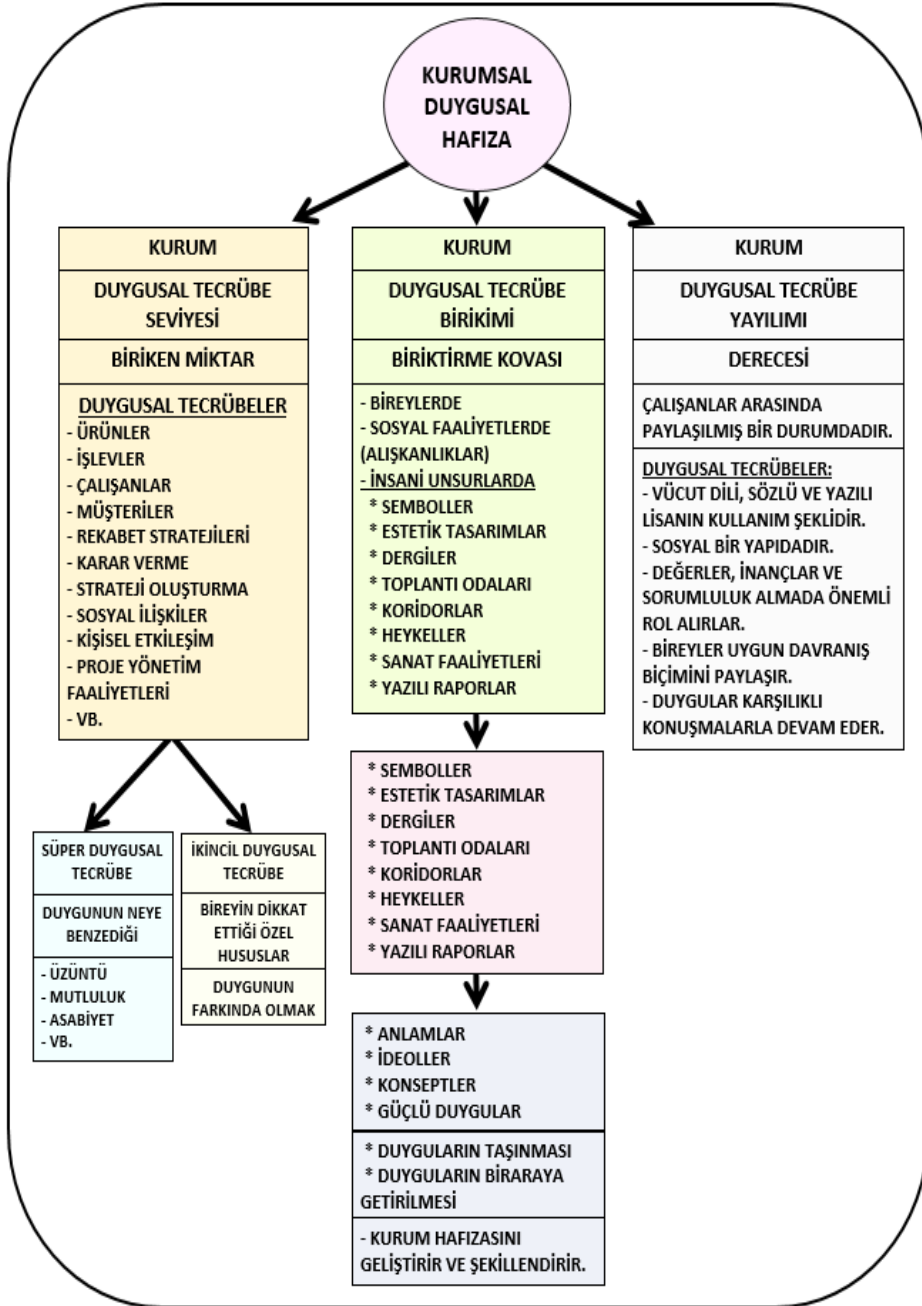 KURUMSAL
DUYGUSAL
HAFIZA
KURUM
DUYGUSAL TECRÜBE
SEVİYESİ
BİRİKEN MİKTAR
DUYGUSAL TECRÜBELER
- ÜRÜNLER
- İŞLEVLER
- ÇALIŞANLAR
- MÜŞTERİLER
- REKABET STRATEJİLERİ
- KARAR VERME
- STRATEJİ OLUŞTURMA
- SOSYAL İLİŞKİLER
- KİŞİSEL ETKİLEŞİM
- PROJE YÖNETİM
FAALİYETLERİ
- VB.
SÜPER DUYGUSAL
TECRÜBE
DUYGUNUN NEYE
BENZEDİĞİ
- ÜZÜNTÜ
- MUTLULUK
- ASABİYET
- VB.
İKİNCİL DUYGUSAL
TECRÜBE
BİREYİN DİKKAT
ETTİĞİ ÖZEL
HUSUSLAR
DUYGUNUN
FARKINDA OLMAK
KURUM
DUYGUSAL TECRÜBE
BİRİKİMİ
BİRİKTİRME KOVASI
- BİREYLERDE
- SOSYAL FAALİYETLERDE
(ALIŞKANLIKLAR)
- İNSANİ UNSURLARDA
* SEMBOLLER
* ESTETİK TASARIMLAR
* DERGİLER
* TOPLANTI ODALARI
* KORİDORLAR
* HEYKELLER
* SANAT FAALİYETLERİ
* YAZILI RAPORLAR
* SEMBOLLER
* ESTETİK TASARIMLAR
* DERGİLER
* TOPLANTI ODALARI
* KORİDORLAR
* HEYKELLER
* SANAT FAALİYETLERİ
* YAZILI RAPORLAR
* ANLAMLAR
* İDEOLLER
* KONSEPTLER
* GÜÇLÜ DUYGULAR
* DUYGULARIN TAŞINMASI
* DUYGULARIN BİRARAYA
GETİRİLMESİ
- KURUM HAFIZASINI
GELİŞTİRİR VE ŞEKİLLENDİRİR.
KURUM
DUYGUSAL TECRÜBE
YAYILIMI
DERECESİ
ÇALIŞANLAR ARASINDA
PAYLAŞILMIŞ BİR DURUMDADIR.
DUYGUSAL TECRÜBELER:
- VÜCUT DİLİ, SÖZLÜ VE YAZILI
LİSANIN KULLANIM ŞEKLİDİR.
- SOSYAL BİR YAPIDADIR.
- DEĞERLER, İNANÇLAR VE
SORUMLULUK ALMADA ÖNEMLİ
ROL ALIRLAR.
- BİREYLER UYGUN DAVRANIŞ
BİÇİMİNİ PAYLAŞIR.
- DUYGULAR KARŞILIKLI
KONUŞMALARLA DEVAM EDER.